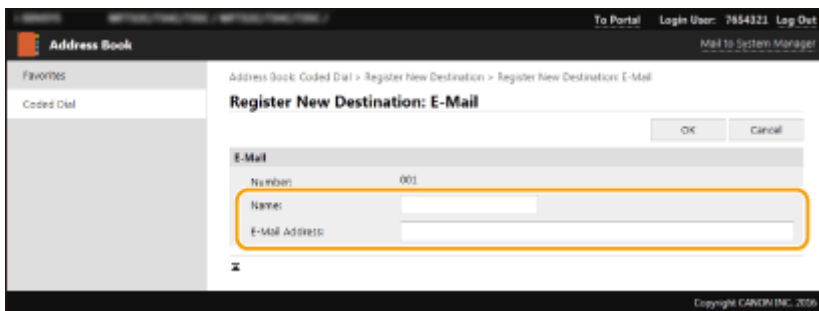 To Portal Login User: 7654321 Log Out
Address Book Mail to System Manager
Favorites
Coded Dial
Address Book: Coded Dial > Register New Destination > Register New Destination: E-Mail
Register New Destination: E-Mail
OK Cancel
E-Mail
Number: 001
Name:
E-Mail Address:
Copyright CANON INC. 2016